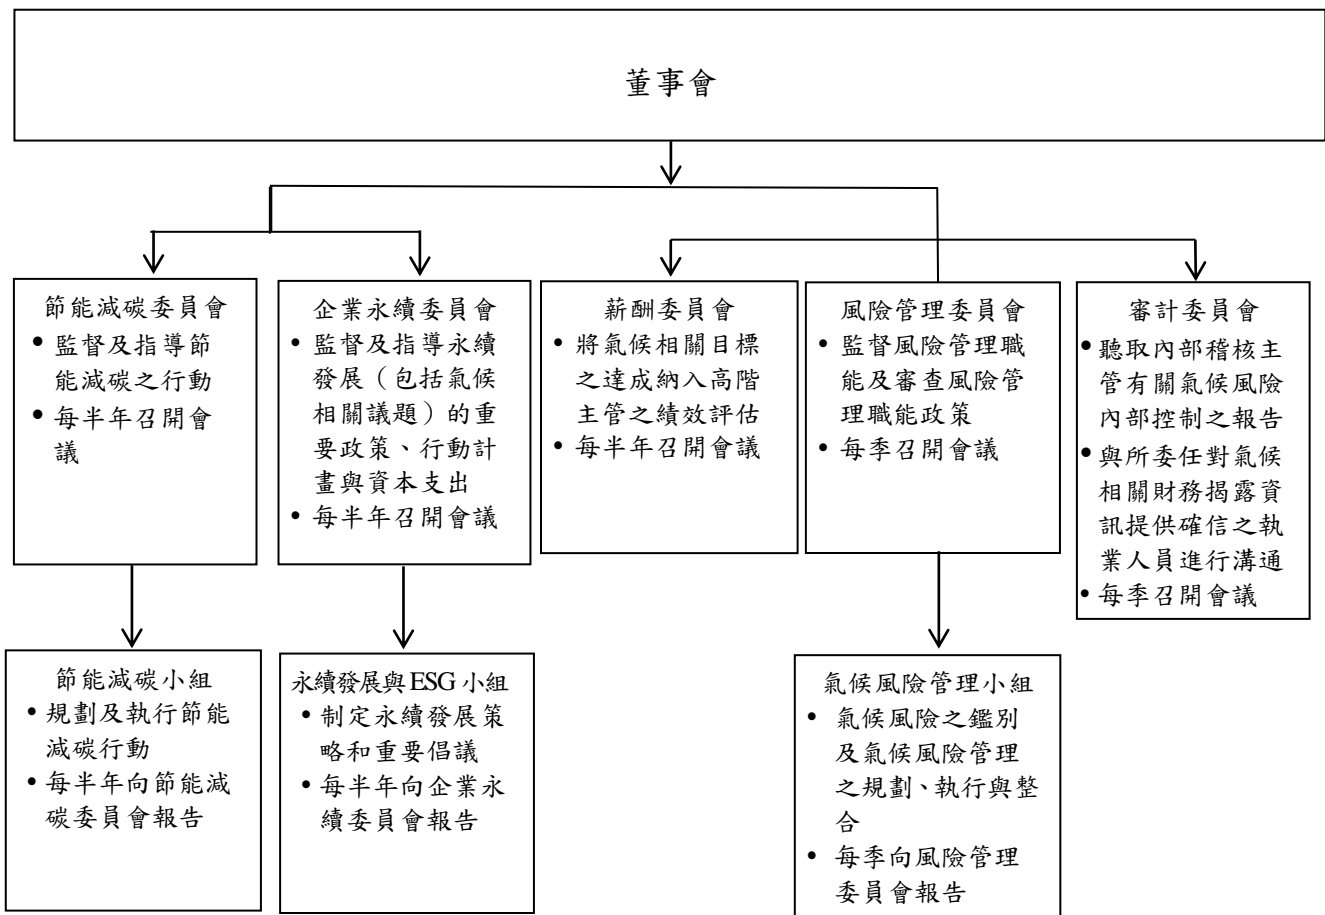 董事會
節能減碳委員會
• 監督及指導節
能減碳之行動
• 每半年召開會
議
企業永續委員會
• 監督及指導永續
發展（包括氣候
相關議題）的重
要政策、行動計
畫與資本支出
• 每半年召開會議
薪酬委員會
• 將氣候相關目標
之達成納入高階
主管之績效評估
• 每半年召開會議
風險管理委員會
• 監督風險管理職
能及審查風險管
理職能政策
• 每季召開會議
審計委員會
• 聽取內部稽核主
管有關氣候風險
內部控制之報告
• 與所委任對氣候
相關財務揭露資
訊提供確信之執
業人員進行溝通
• 每季召開會議
節能減碳小組
• 規劃及執行節能
減碳行動
• 每半年向節能減
碳委員會報告
永續發展與ESG小組
• 制定永續發展策
略和重要倡議
• 每半年向企業永
續委員會報告
氣候風險管理小組
• 氣候風險之鑑別
及氣候風險管理
之規劃、執行與整
合
• 每季向風險管理
委員會報告